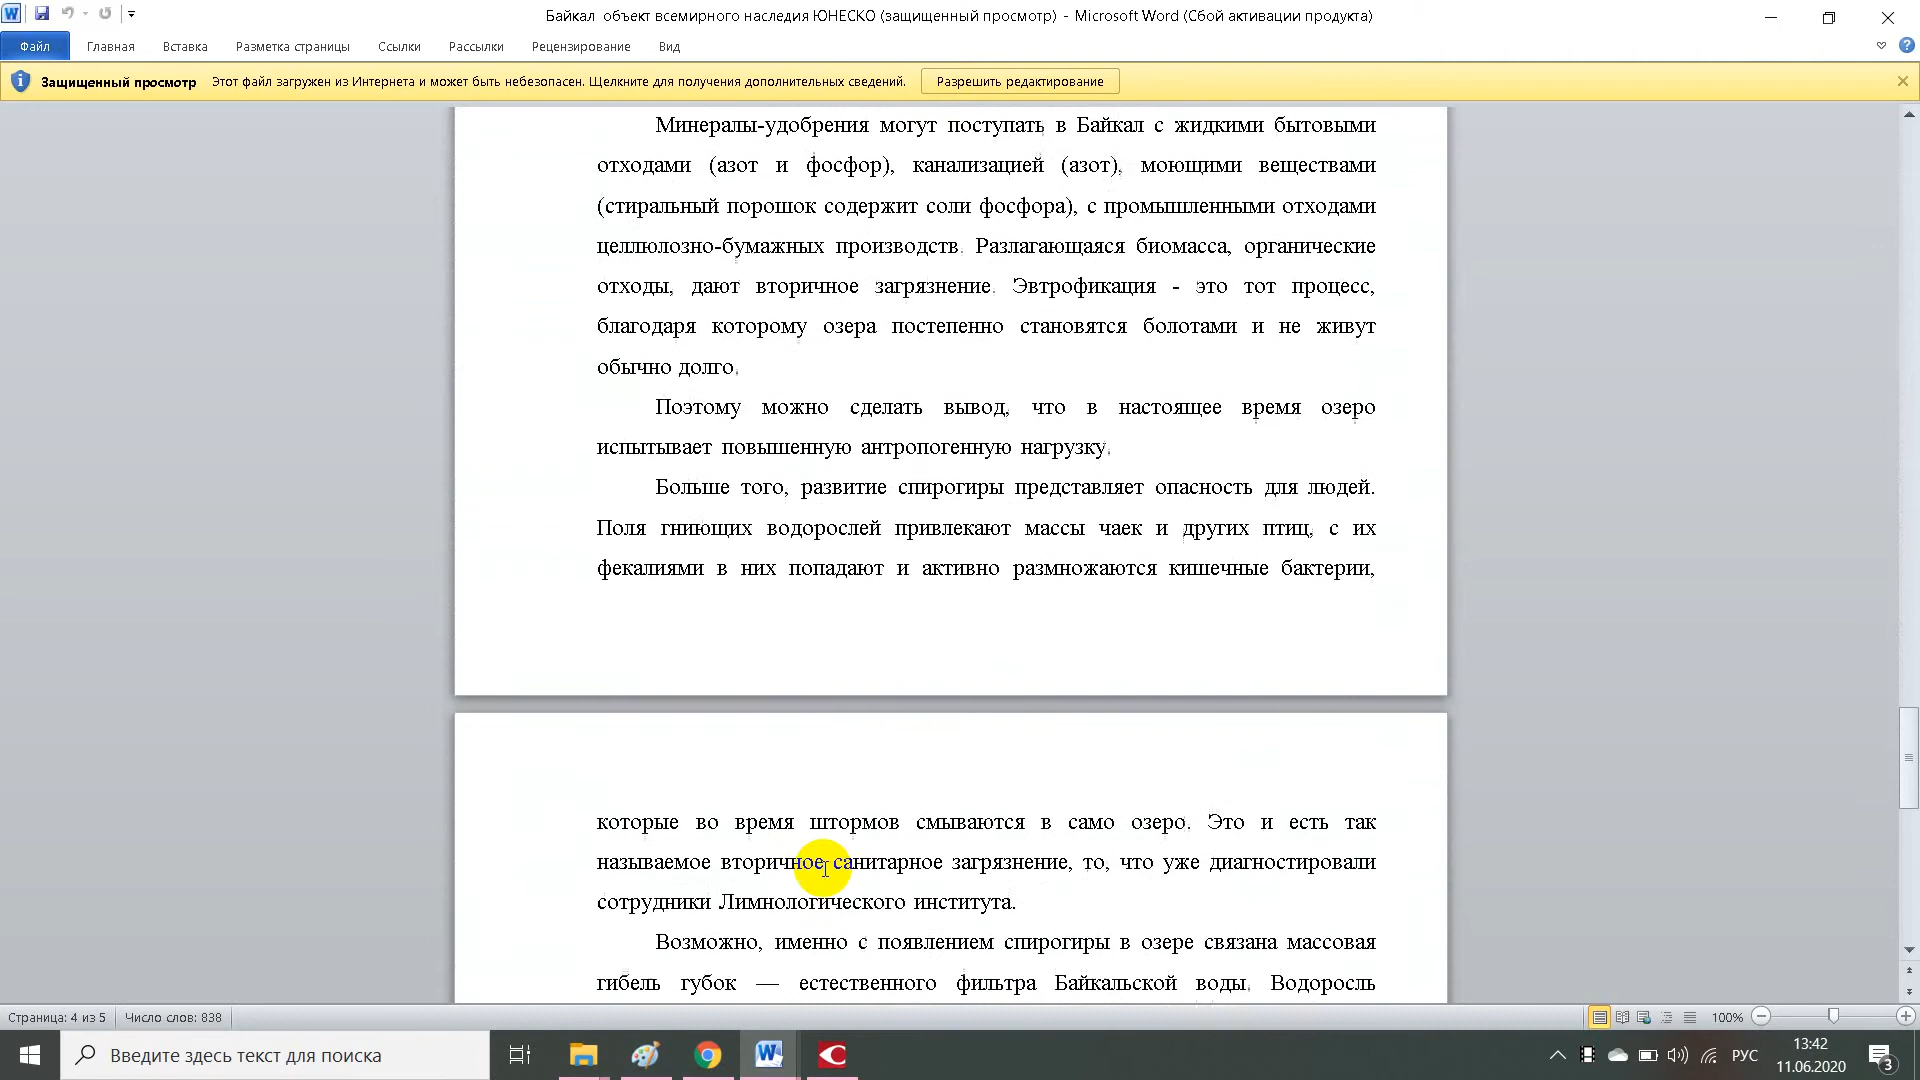 Байкал объект всемирного наследия ЮНЕСКО (защищенный просмотр) - Microsoft Word (Сбой активации продукта)
Файл Главная Вставка Разметка страницы Ссылки Рассылки Рецензирование Вид
Защищенный просмотр Этот файл загружен из Интернета и может быть небезопасен. Щелкните для получения дополнительных сведений. Разрешить редактирование
Минералы-удобрения могут поступать в Байкал с жидкими бытовыми
отходами (азот и фосфор), канализацией (азот), моющими веществами
(стиральный порошок содержит соли фосфора), с промышленными отходами
целлюлозно-бумажных производств. Разлагающаяся биомасса, органические
отходы, дают вторичное загрязнение. Эвтрофикация - это тот процесс,
благодаря которому озера постепенно становятся болотами и не живут
обычно долго.
Поэтому можно сделать вывод, что в настоящее время озеро
испытывает повышенную антропогенную нагрузку.
Больше того, развитие спирогиры представляет опасность для людей.
Поля гниющих водорослей привлекают массы чаек и других птиц, с их
фекалиями в них попадают и активно размножаются кишечные бактерии,
которые во время штормов смываются в само озеро. Это и есть так
называемое вторичное санитарное загрязнение, то, что уже диагностировали
сотрудники Лимнологического института.
Возможно, именно с появлением спирогиры в озере связана массовая
гибель губок — естественного фильтра Байкальской воды. Водоросль
Страница: 4 из 5 Число слов: 838 100%
Введите здесь текст для поиска
РУС
13:42
11.06.2020
3